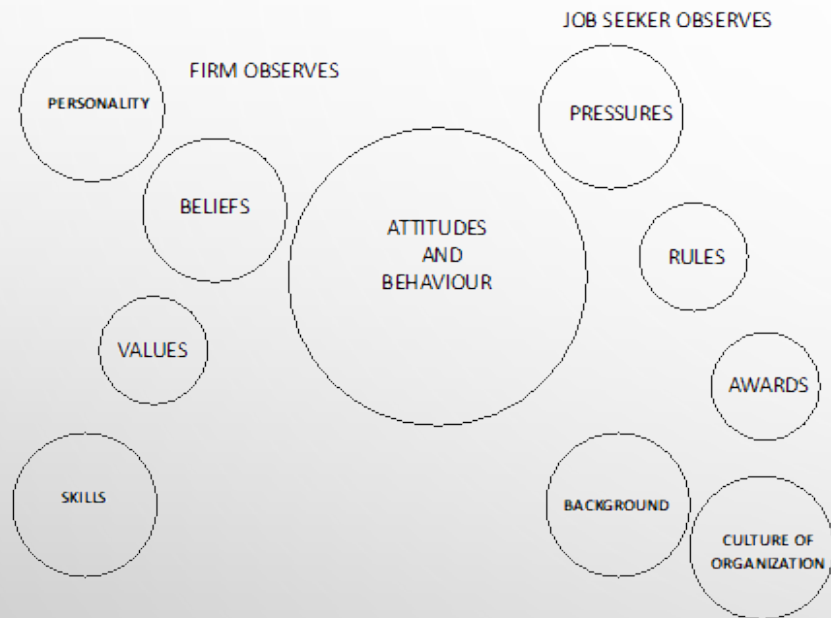 JOB SEEKER OBSERVES
FIRM OBSERVES
PERSONALITY
PRESSURES
BELIEFS
ATTITUDES
AND
BEHAVIOUR
RULES
VALUES
AWARDS
SKILLS
BACKGROUND
CULTURE OF
ORGANIZATION